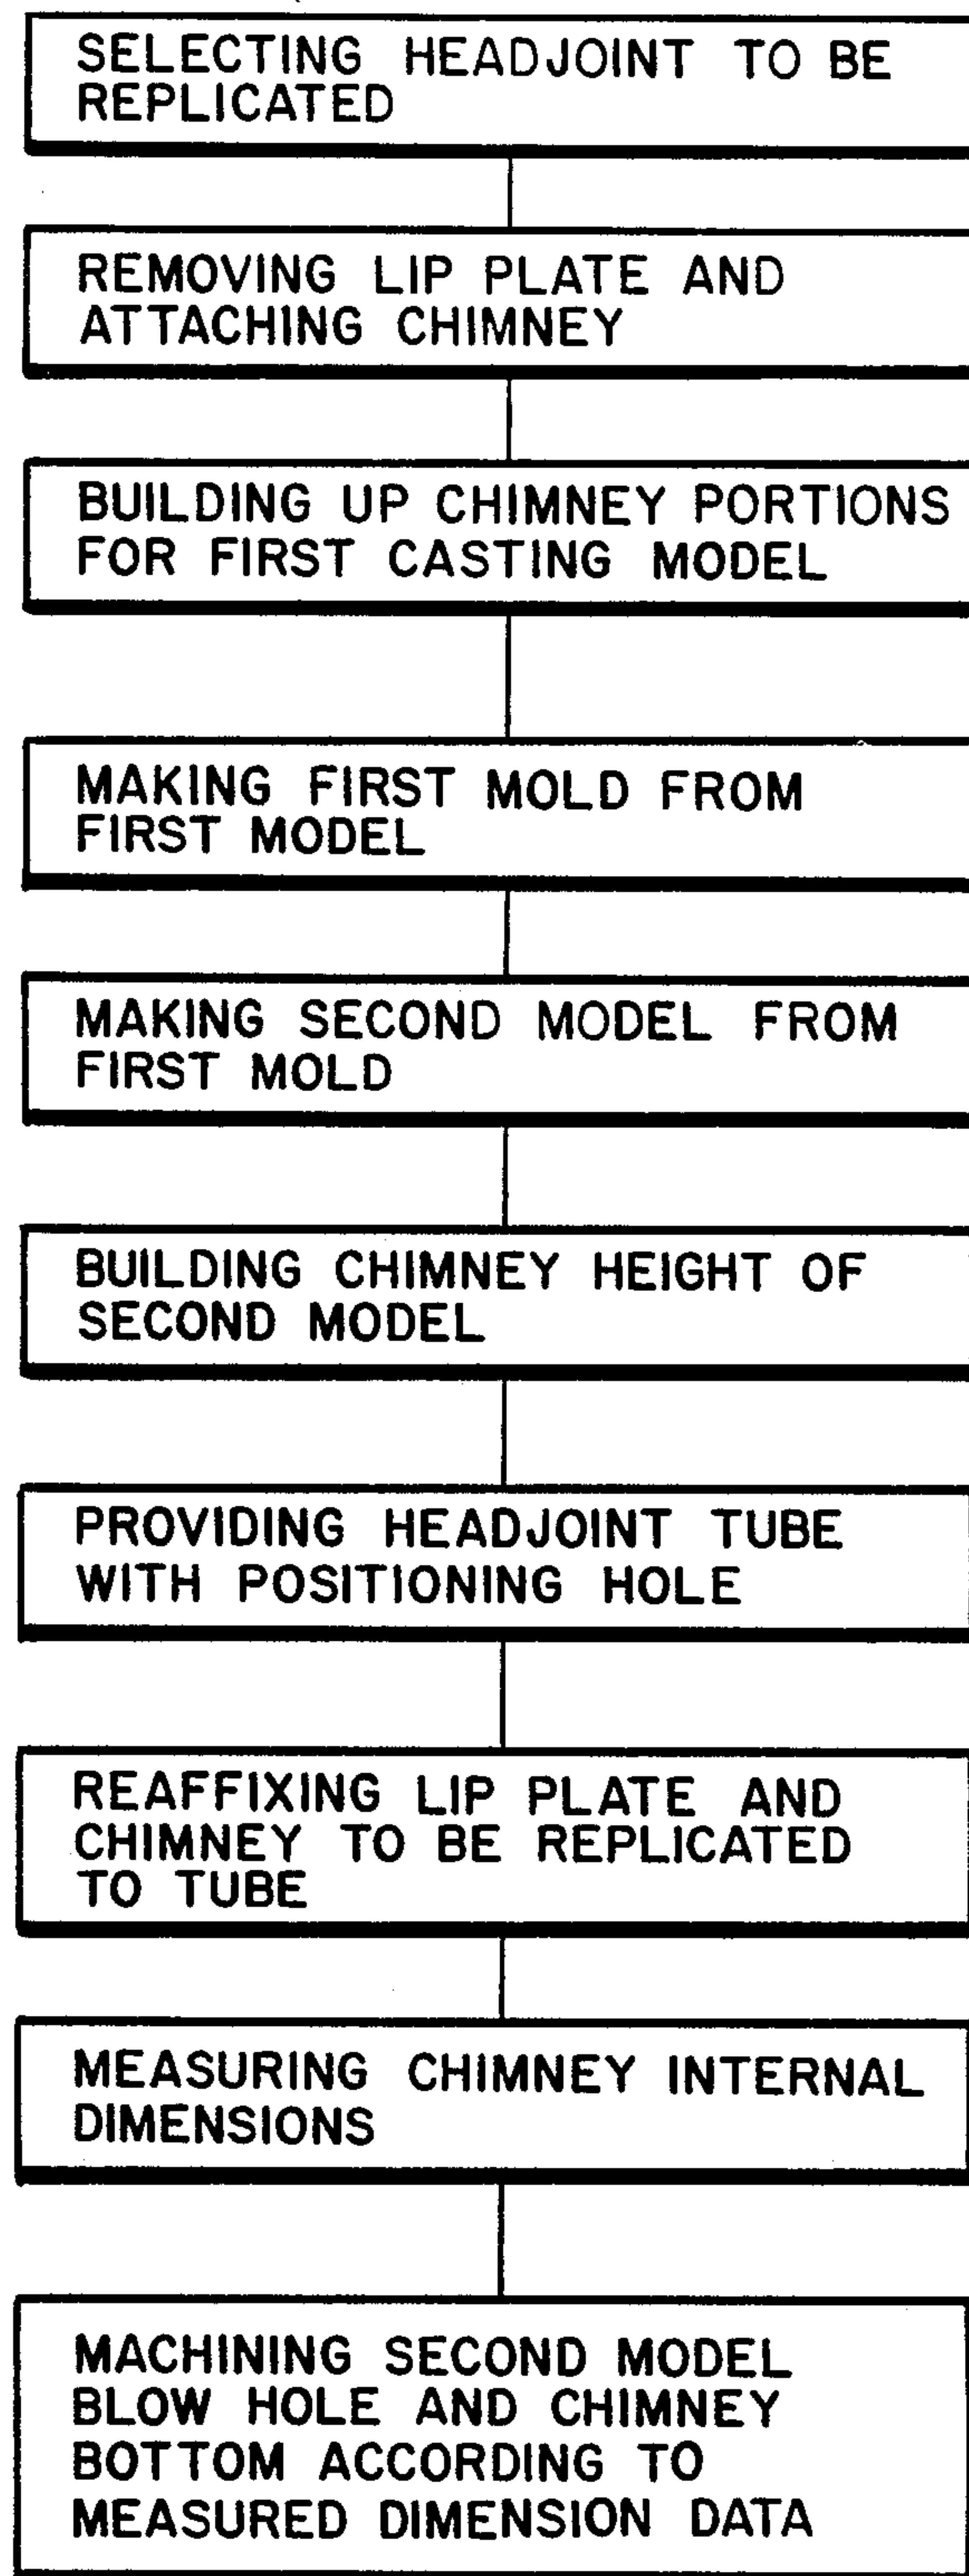 SELECTING HEADJOINT TO BE
REPLICATED
REMOVING LIP PLATE AND
ATTACHING CHIMNEY
BUILDING UP CHIMNEY PORTIONS
FOR FIRST CASTING MODEL
MAKING FIRST MOLD FROM
FIRST MODEL
MAKING SECOND MODEL FROM
FIRST MOLD
BUILDING CHIMNEY HEIGHT OF
SECOND MODEL
PROVIDING HEADJOINT TUBE
WITH POSITIONING HOLE
REAFFIXING LIP PLATE AND
CHIMNEY TO BE REPLICATED
TO TUBE
MEASURING CHIMNEY INTERNAL
DIMENSIONS
MACHINING SECOND MODEL
BLOW HOLE AND CHIMNEY
BOTTOM ACCORDING TO
MEASURED DIMENSION DATA